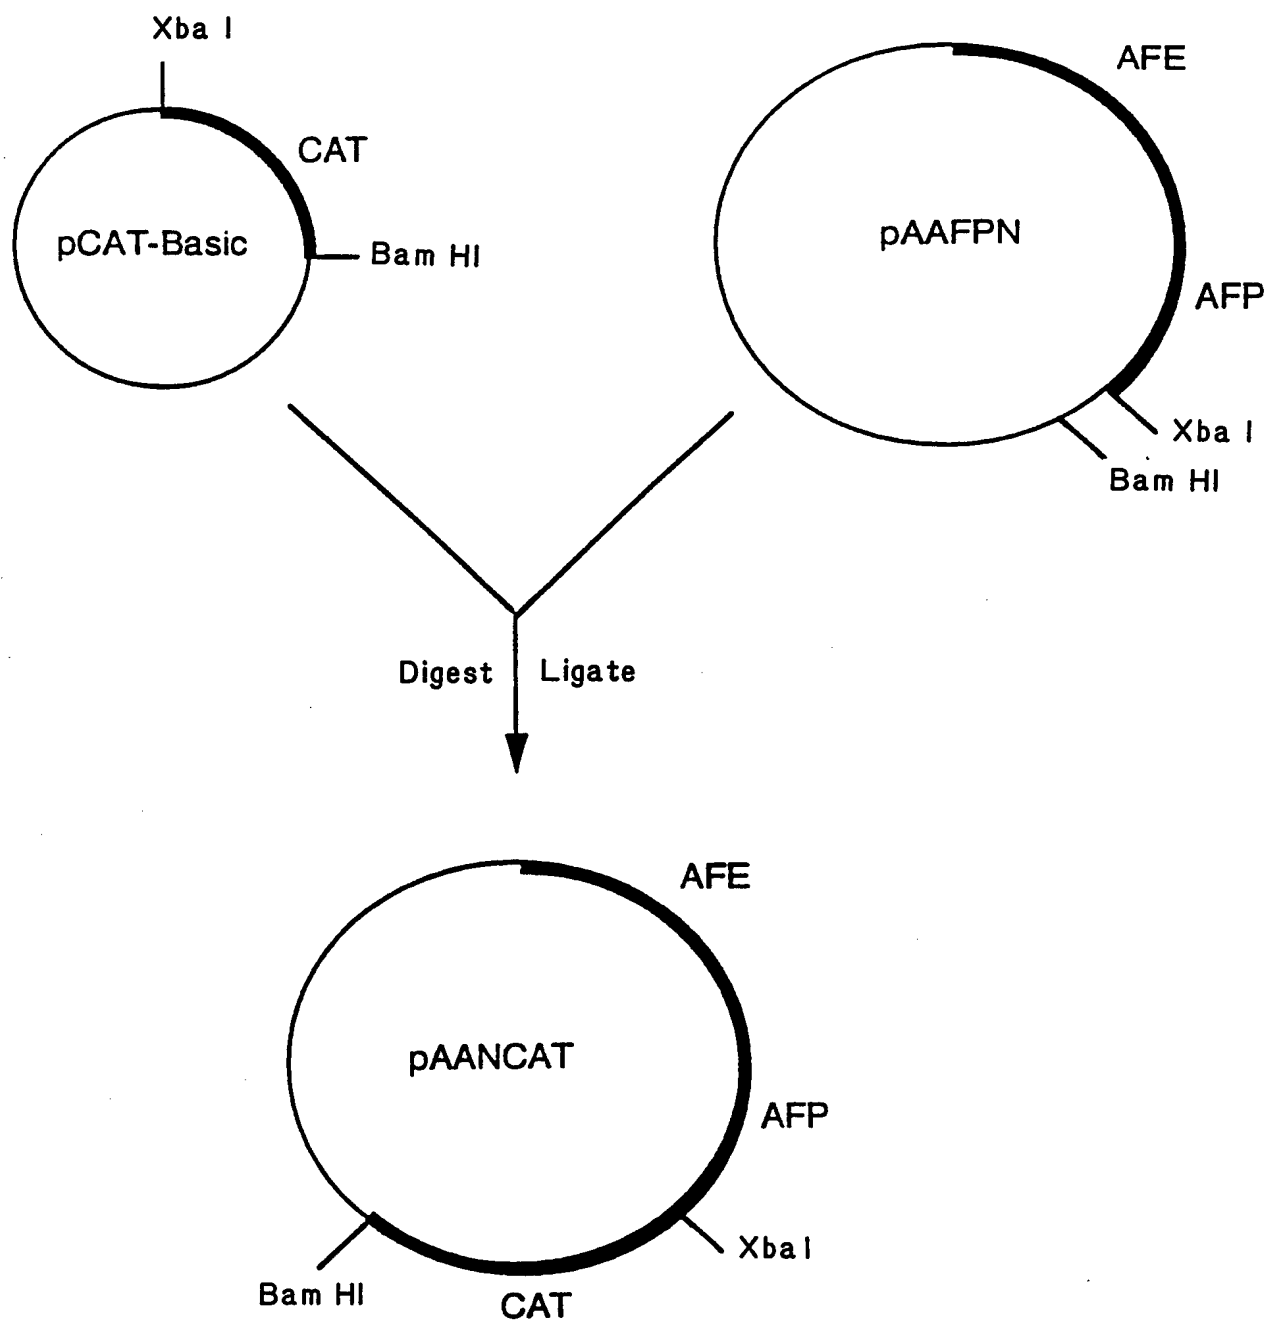 Xba I
CAT
pCAT-Basic
Bam HI
AFE
pAAFPN
AFP
Xba I
Bam HI
Digest
Ligate
AFE
pAANCAT
AFP
Xba I
Bam HI
CAT